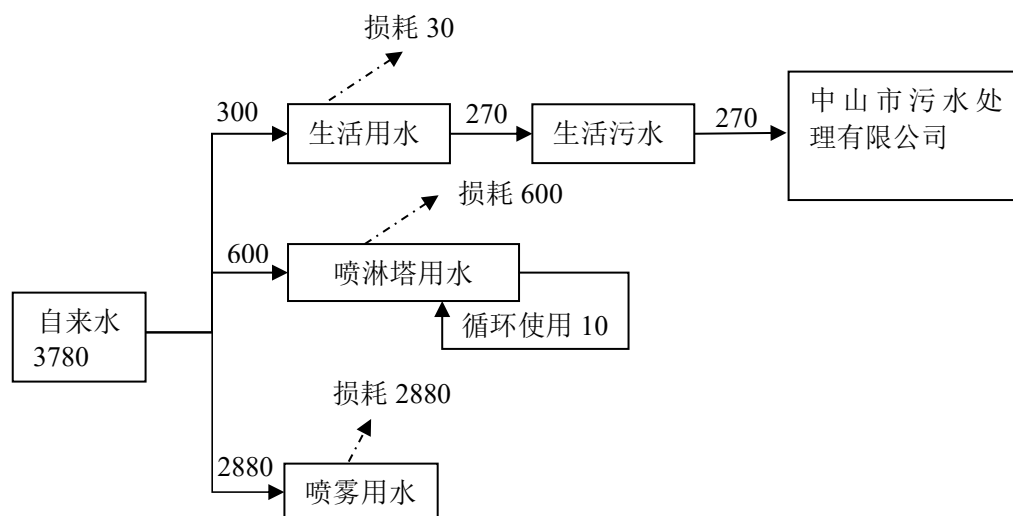 损耗 30
300
生活用水
270
生活污水
270
中山市污水处
理有限公司
损耗 600
600
喷淋塔用水
循环使用 10
自来水
3780
损耗 2880
2880
喷雾用水